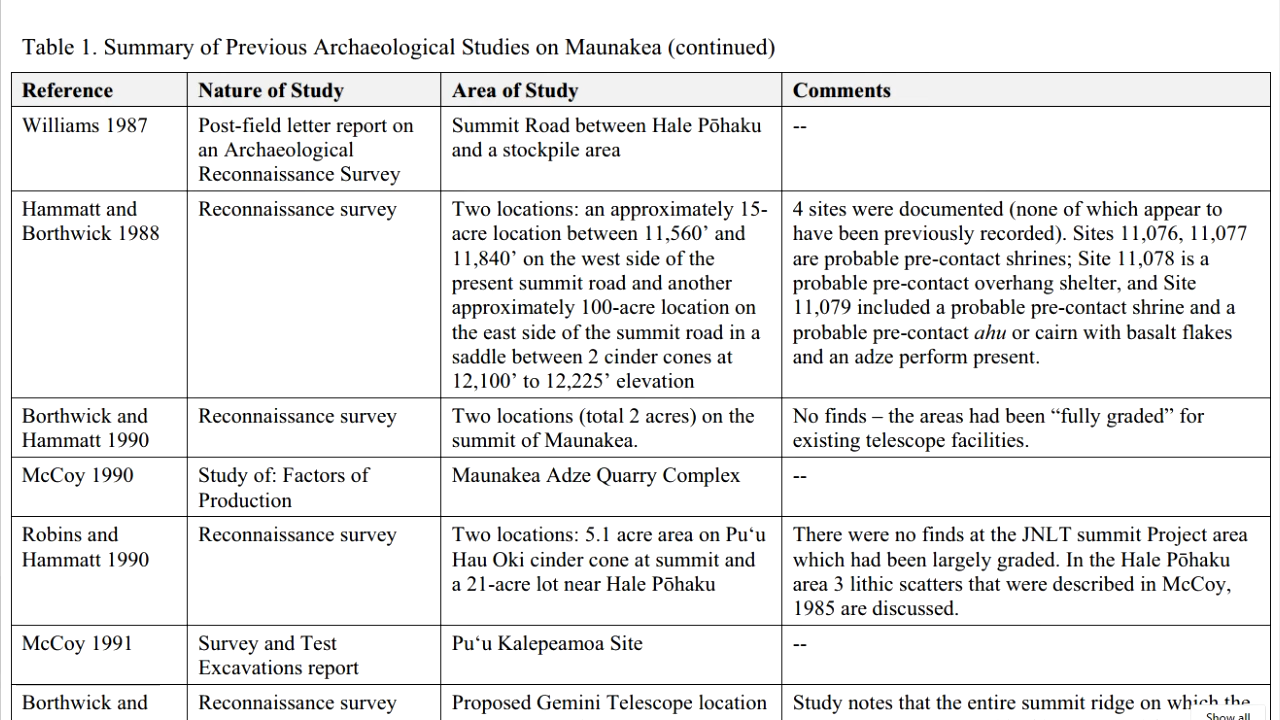 Table 1. Summary of Previous Archaeological Studies on Maunakea (continued)
Reference
Nature of Study
Area of Study
Comments
Williams 1987
Post-field letter report on
an Archaeological
Reconnaissance Survey
Summit Road between Hale Pōhaku
and a stockpile area
--
Hammatt and
Borthwick 1988
Reconnaissance survey
Two locations: an approximately 15-
acre location between 11,560’ and
11,840’ on the west side of the
present summit road and another
approximately 100-acre location on
the east side of the summit road in a
saddle between 2 cinder cones at
12,100’ to 12,225’ elevation
4 sites were documented (none of which appear to
have been previously recorded). Sites 11,076, 11,077
are probable pre-contact shrines; Site 11,078 is a
probable pre-contact overhang shelter, and Site
11,079 included a probable pre-contact shrine and a
probable pre-contact ahu or cairn with basalt flakes
and an adze perform present.
Borthwick and
Hammatt 1990
Reconnaissance survey
Two locations (total 2 acres) on the
summit of Maunakea.
No finds – the areas had been “fully graded” for
existing telescope facilities.
McCoy 1990
Study of: Factors of
Production
Maunakea Adze Quarry Complex
--
Robins and
Hammatt 1990
Reconnaissance survey
Two locations: 5.1 acre area on Pu‘u
Hau Oki cinder cone at summit and
a 21-acre lot near Hale Pōhaku
There were no finds at the JNLT summit Project area
which had been largely graded. In the Hale Pōhaku
area 3 lithic scatters that were described in McCoy,
1985 are discussed.
McCoy 1991
Survey and Test
Excavations report
Pu‘u Kalepeamoa Site
--
Borthwick and
Reconnaissance survey
Proposed Gemini Telescope location
Study notes that the entire summit ridge on which the
Show all